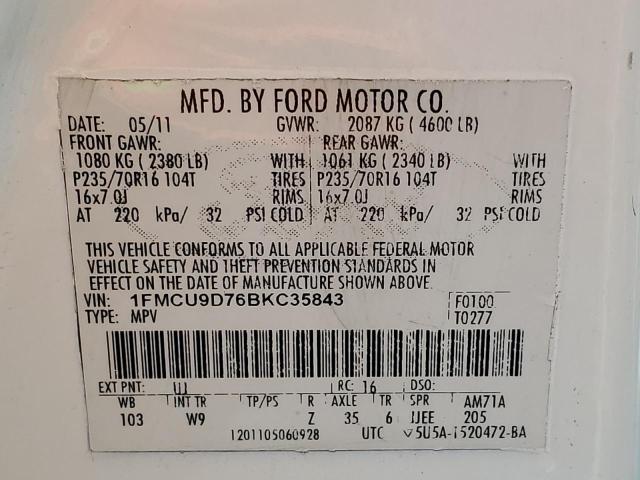 MFD. BY FORD MOTOR CO.
DATE: 05/11 GVWR: 2087 KG ( 4600 LB)
FRONT GAWR: REAR GAWR:
1080 KG ( 2380 LB) WITH 1061 KG ( 2340 LB) WITH
P235/70R16 104T TIRES P235/70R16 104T TIRES
16x7.0J RIMS 16x7.0J RIMS
AT 220 kPa/ 32 PSI COLD AT 220 kPa/ 32 PSI COLD
THIS VEHICLE CONFORMS TO ALL APPLICABLE FEDERAL MOTOR
VEHICLE SAFETY AND THEFT PREVENTION STANDARDS IN
EFFECT ON THE DATE OF MANUFACTURE SHOWN ABOVE.
VIN: 1FMCU9D76BKC35843 F0100
TYPE: MPV T0277
EXT PNT: UJ RC: 16 DSO:
WB INT TR TP/PS R AXLE TR SPR AM71A
103 W9 Z 35 6 IJEE 205
1201105060928 UTC 5U5A-1520472-BA